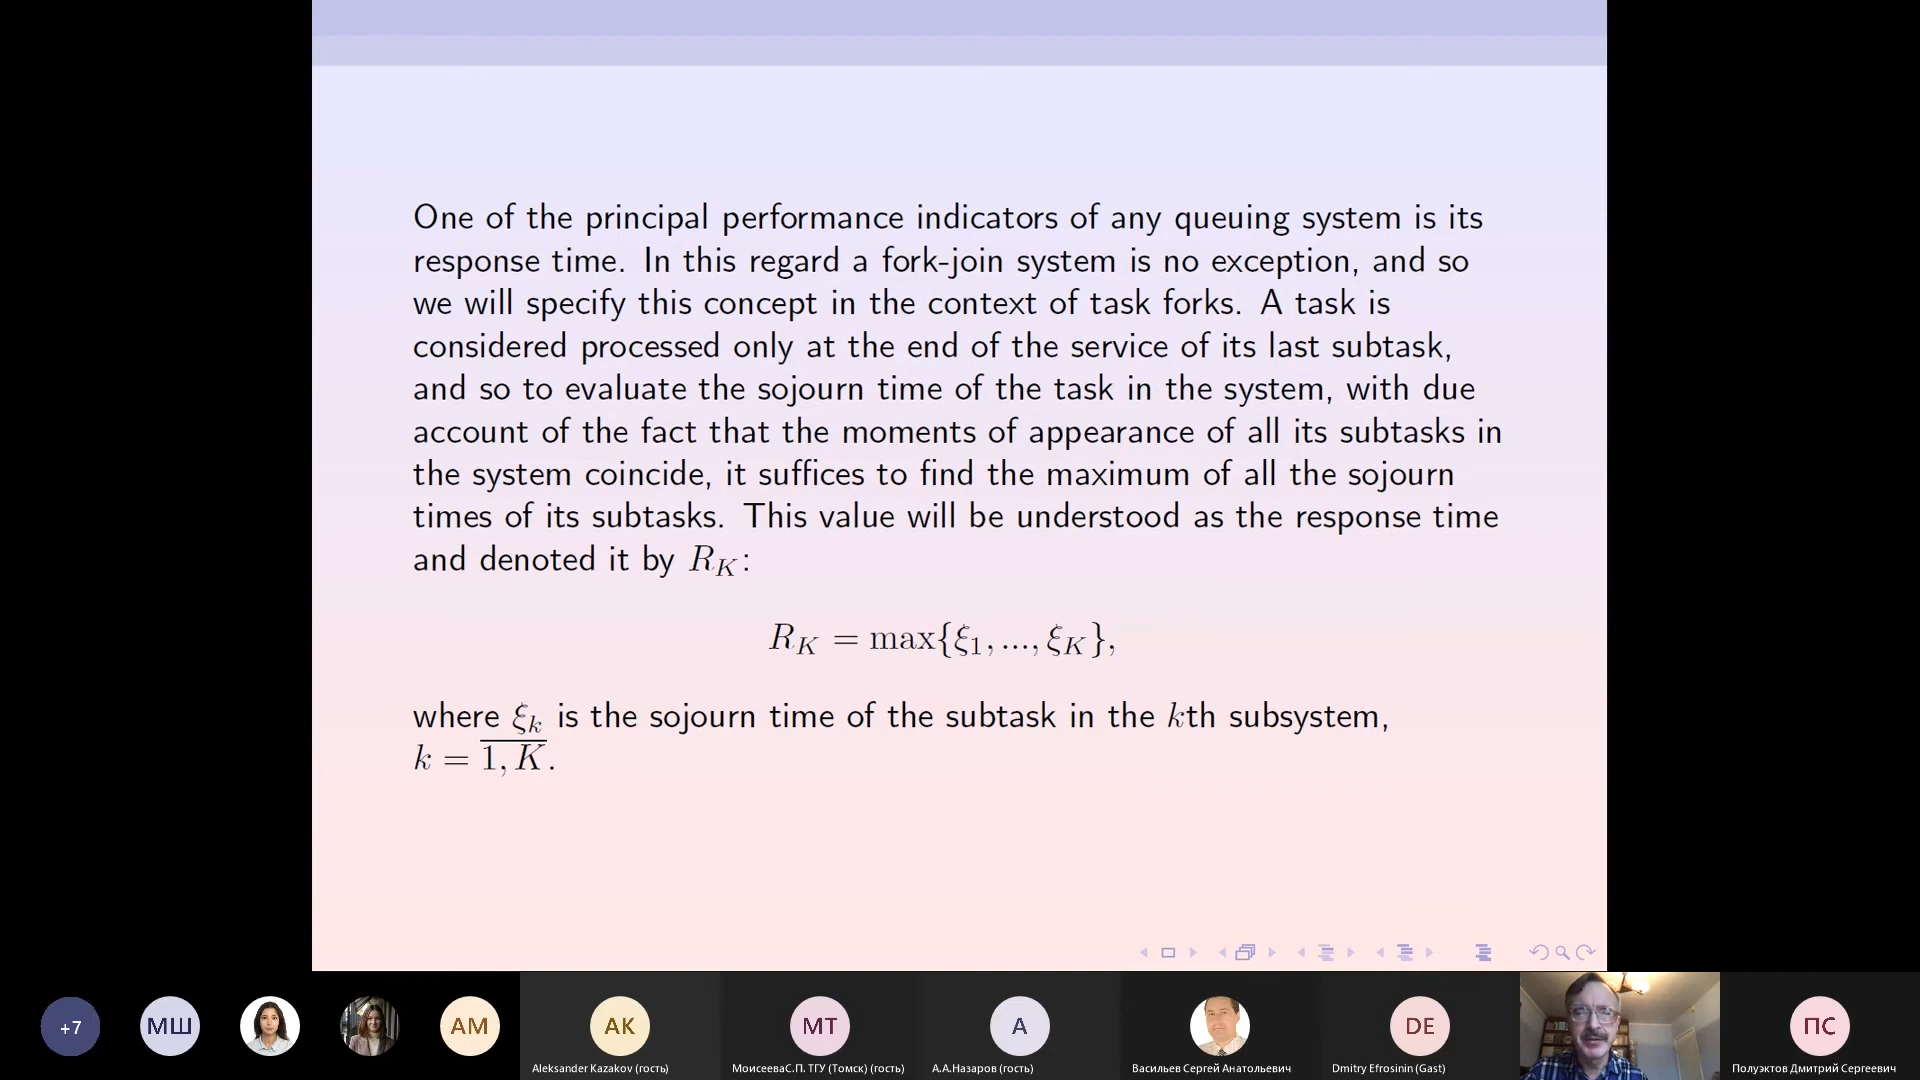 One of the principal performance indicators of any queuing system is its
response time. In this regard a fork-join system is no exception, and so
we will specify this concept in the context of task forks. A task is
considered processed only at the end of the service of its last subtask,
and so to evaluate the sojourn time of the task in the system, with due
account of the fact that the moments of appearance of all its subtasks in
the system coincide, it suffices to find the maximum of all the sojourn
times of its subtasks. This value will be understood as the response time
and denoted it by R_K:
R_K = max{ξ_1, ..., ξ_K},
where ξ_k is the sojourn time of the subtask in the kth subsystem,
k = \overline{1, K}.
+7
МШ
АМ
AK
МТ
А
DE
ПС
Aleksander Kazakov (гость)
МоисееваС.П. ТГУ (Томск) (гость)
А.А.Назаров (гость)
Васильев Сергей Анатольевич
Dmitry Efrosinin (Gast)
Полуэктов Дмитрий Сергеевич